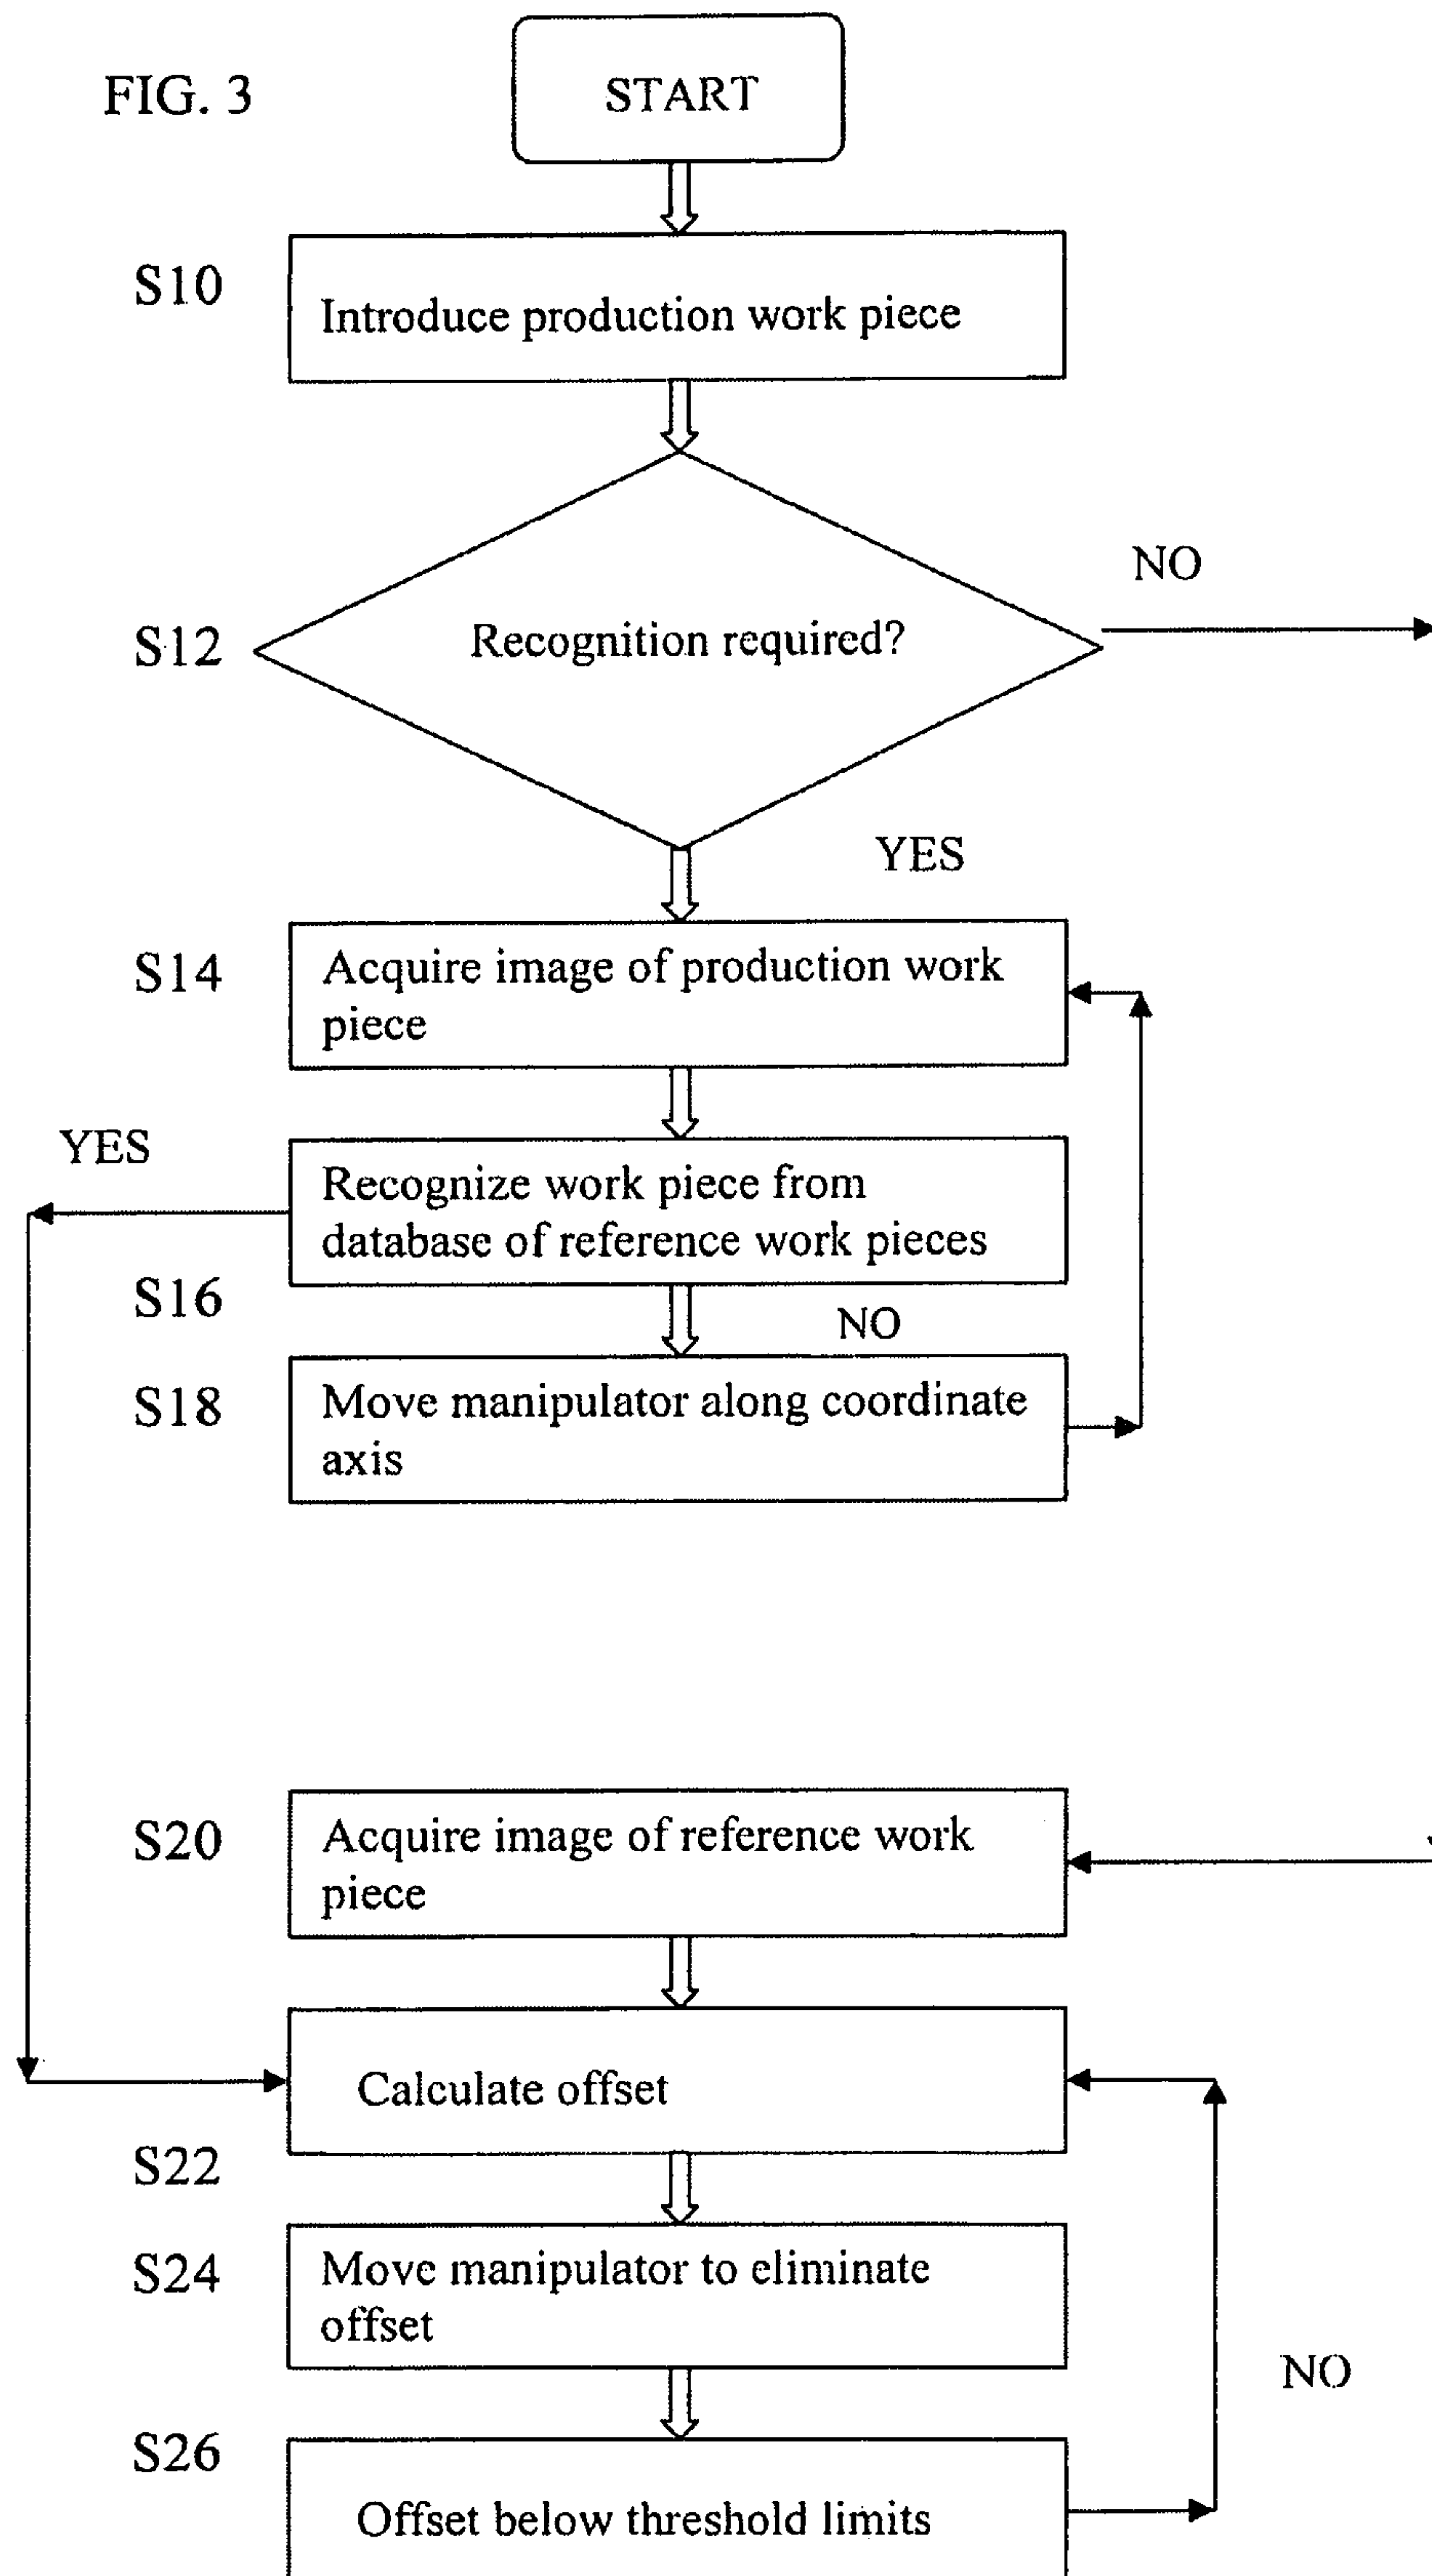 FIG. 3
START
S10
Introduce production work piece
NO
S12
Recognition required?
YES
S14
Acquire image of production work
piece
YES
Recognize work piece from
database of reference work pieces
S16
NO
S18
Move manipulator along coordinate
axis
S20
Acquire image of reference work
piece
Calculate offset
S22
S24
Move manipulator to eliminate
offset
NO
S26
Offset below threshold limits